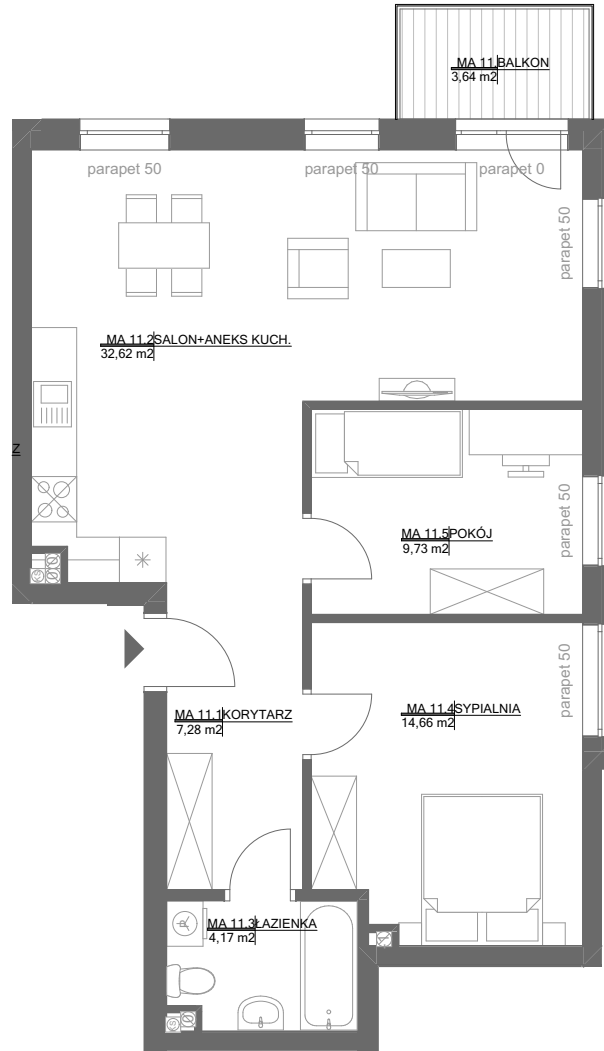 MA 11.BALKON
3,64 m2
parapet 50
parapet 50
parapet 0
parapet 50
MA 11.2SALON+ANEKS KUCH.
32,62 m2
Z
MA 11.5POKÓJ
9,73 m2
parapet 50
MA 11.4SYPIALNIA
14,66 m2
parapet 50
MA 11.1KORYTARZ
7,28 m2
MA 11.3ŁAZIENKA
4,17 m2